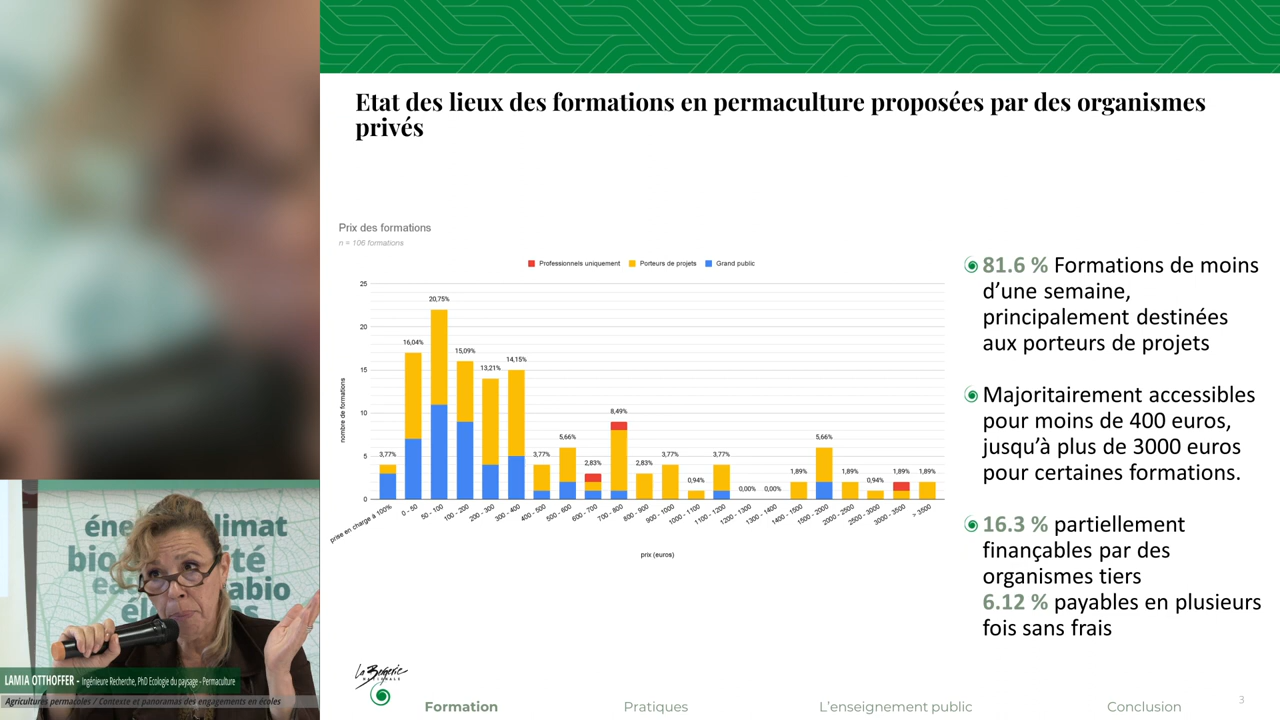 Etat des lieux des formations en permaculture proposées par des organismes
privés
Prix des formations
n = 106 formations
Professionnels uniquement
Porteurs de projets
Grand public
nombre de formations
25
20
15
10
5
0
3,77%
16,04%
20,75%
15,09%
13,21%
14,15%
3,77%
5,66%
2,83%
8,49%
2,83%
3,77%
0,94%
3,77%
0,00%
0,00%
1,89%
5,66%
1,89%
0,94%
1,89%
1,89%
prise en charge à 100%
0 - 50
50 - 100
100 - 200
200 - 300
300 - 400
400 - 500
500 - 600
600 - 700
700 - 800
800 - 900
900 - 1000
1000 - 1100
1100 - 1200
1200 - 1300
1300 - 1400
1400 - 1500
1500 - 2000
2000 - 2500
2500 - 3000
3000 - 3500
> 3500
prix (euros)
81.6 % Formations de moins
d’une semaine,
principalement destinées
aux porteurs de projets
Majoritairement accessibles
pour moins de 400 euros,
jusqu’à plus de 3000 euros
pour certaines formations.
16.3 % partiellement
finançables par des
organismes tiers
6.12 % payables en plusieurs
fois sans frais
LAMIA OTTHOFFER - Ingénieure Recherche, PhD Ecologie du paysage - Permaculture
Agricultures permacoles / Contexte et panoramas des engagements en écoles
La Bergerie
NATIONALE
Formation
Pratiques
L’enseignement public
Conclusion
3